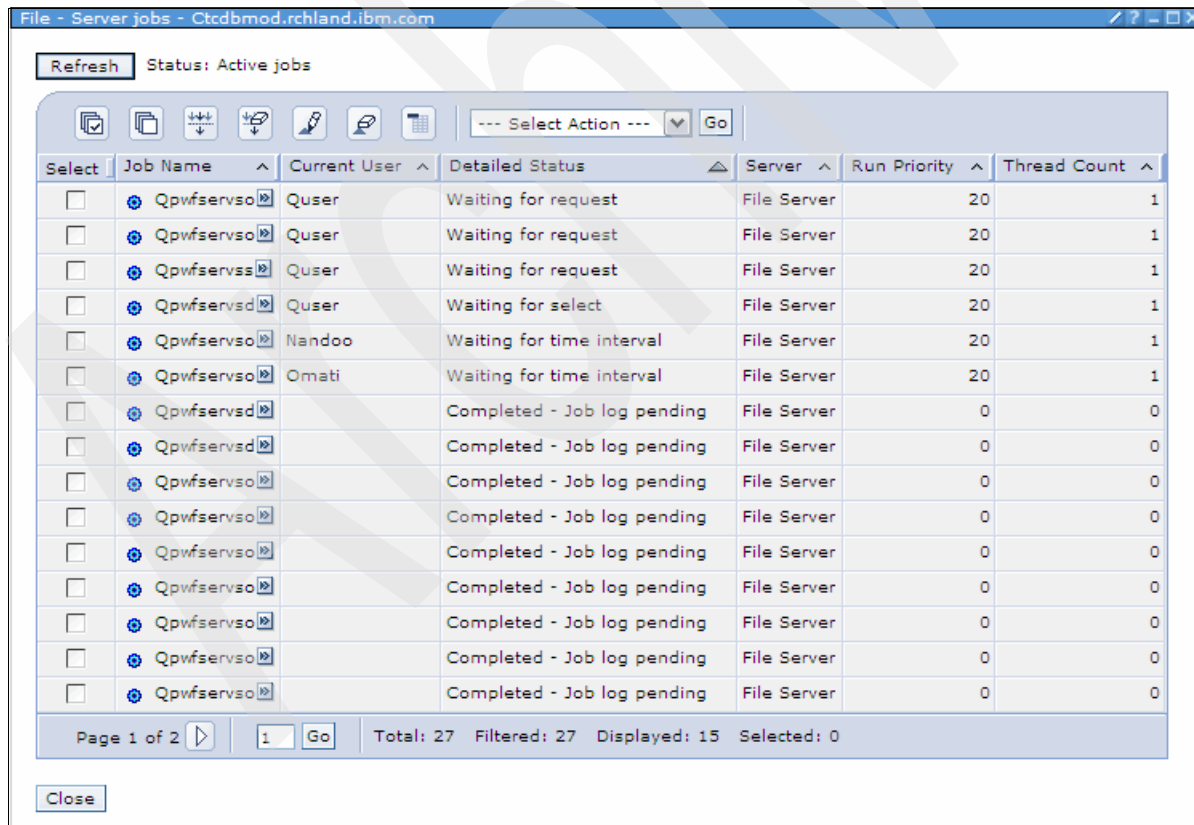 File - Server jobs - Ctcdbmod.rchland.ibm.com
Refresh Status: Active jobs
--- Select Action --- Go
Select Job Name Current User Detailed Status Server Run Priority Thread Count
Qpwfservso Quser Waiting for request File Server 20 1
Qpwfservso Quser Waiting for request File Server 20 1
Qpwfservss Quser Waiting for request File Server 20 1
Qpwfservsd Quser Waiting for select File Server 20 1
Qpwfservso Nandoo Waiting for time interval File Server 20 1
Qpwfservso Omati Waiting for time interval File Server 20 1
Qpwfservsd Completed - Job log pending File Server 0 0
Qpwfservsd Completed - Job log pending File Server 0 0
Qpwfservso Completed - Job log pending File Server 0 0
Qpwfservso Completed - Job log pending File Server 0 0
Qpwfservso Completed - Job log pending File Server 0 0
Qpwfservso Completed - Job log pending File Server 0 0
Qpwfservso Completed - Job log pending File Server 0 0
Qpwfservso Completed - Job log pending File Server 0 0
Qpwfservso Completed - Job log pending File Server 0 0
Page 1 of 2 1 Go Total: 27 Filtered: 27 Displayed: 15 Selected: 0
Close